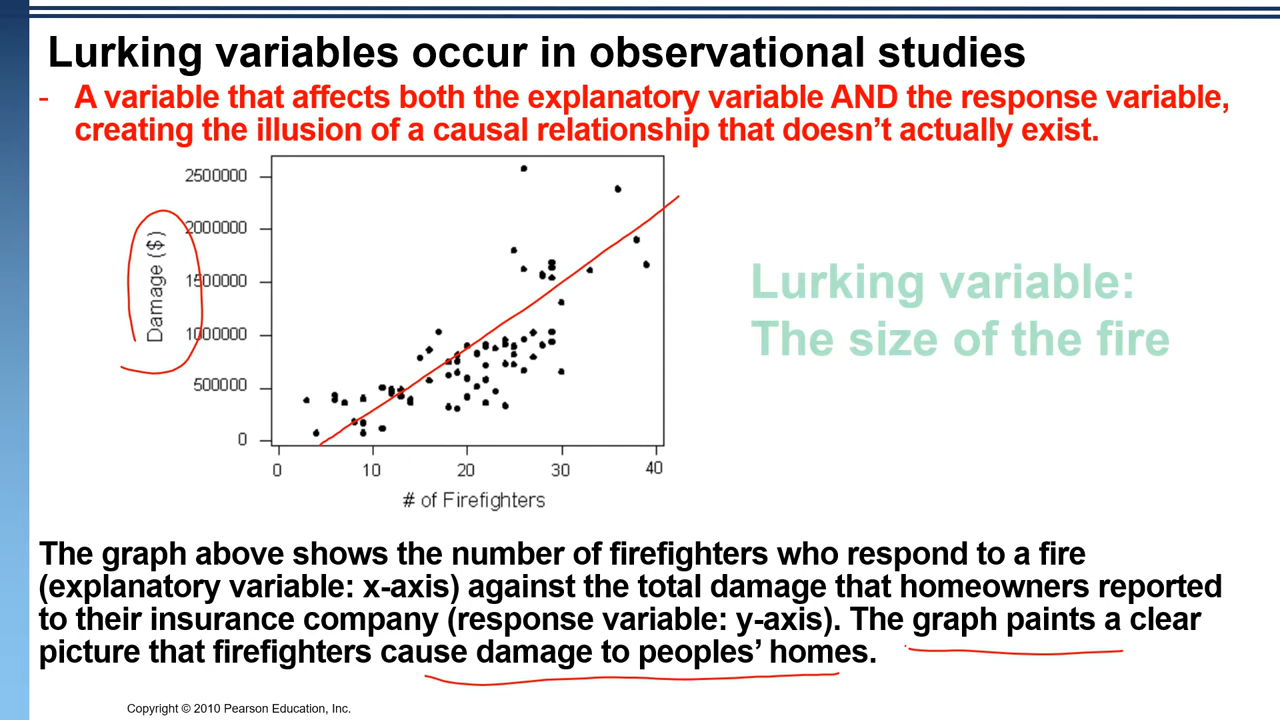 Lurking variables occur in observational studies
- A variable that affects both the explanatory variable AND the response variable,
creating the illusion of a causal relationship that doesn’t actually exist.
2500000
2000000
1500000
1000000
500000
0
Damage ($)
0 10 20 30 40
# of Firefighters
Lurking variable:
The size of the fire
The graph above shows the number of firefighters who respond to a fire
(explanatory variable: x-axis) against the total damage that homeowners reported
to their insurance company (response variable: y-axis). The graph paints a clear
picture that firefighters cause damage to peoples’ homes.
Copyright © 2010 Pearson Education, Inc.